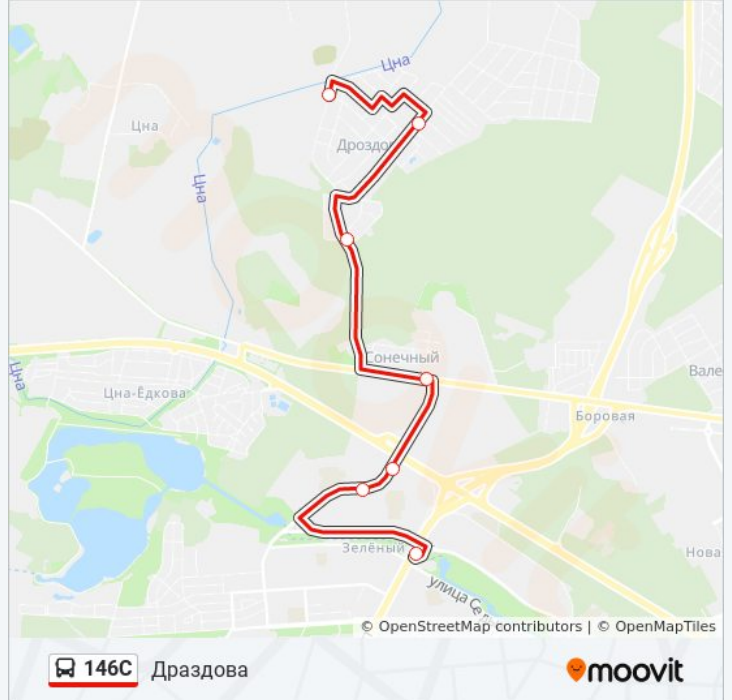 Цна
Цна
Цна
Дроздо
Сонечный
Цна
Цна-Ёдкова
Вале
Боровая
Зелёный
Нова
улица Се
© OpenStreetMap contributors | © OpenMapTiles
146С Драздова
moovit